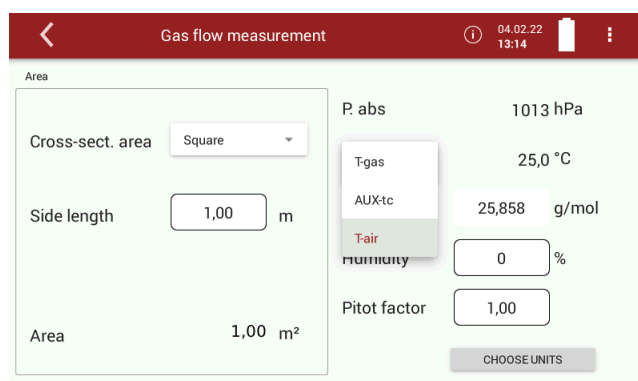 Gas flow measurement
04.02.22
13:14
Area
Cross-sect. area
Square
Side length
1,00 m
Area
1,00 m²
P. abs
1013 hPa
T-gas
AUX-tc
T-air
25,0 °C
25,858 g/mol
Humidity
0 %
Pitot factor
1,00
CHOOSE UNITS